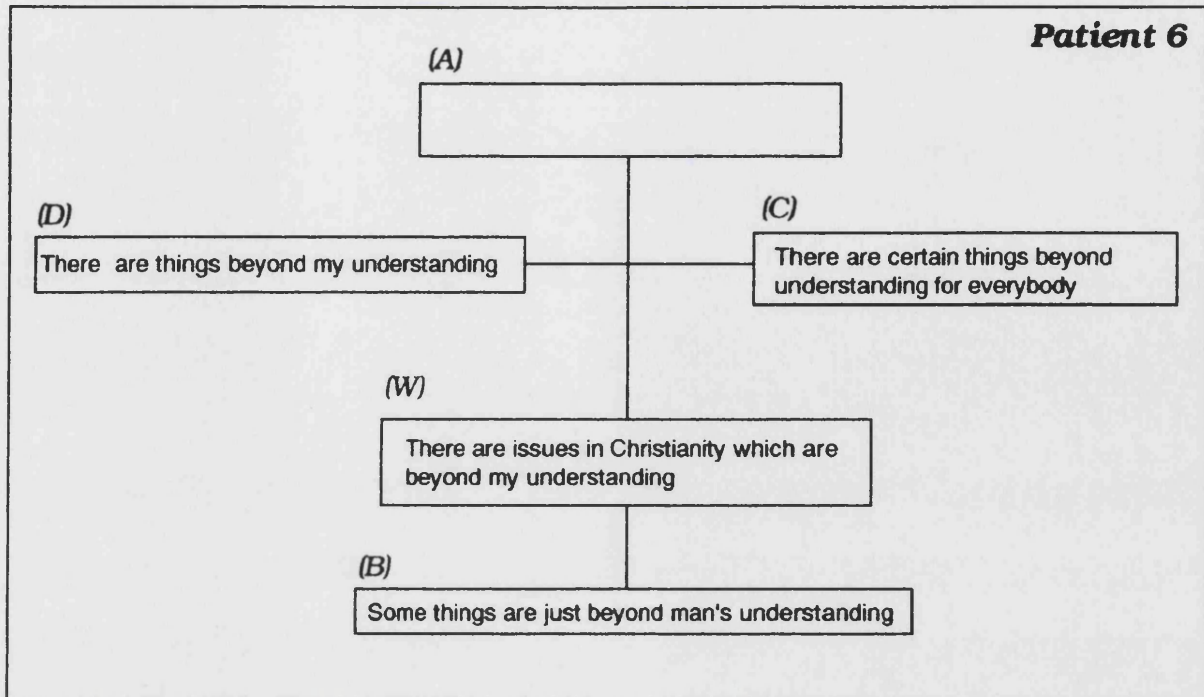 Patient 6
(A)
(D)
There are things beyond my understanding
(C)
There are certain things beyond
understanding for everybody
(W)
There are issues in Christianity which are
beyond my understanding
(B)
Some things are just beyond man's understanding